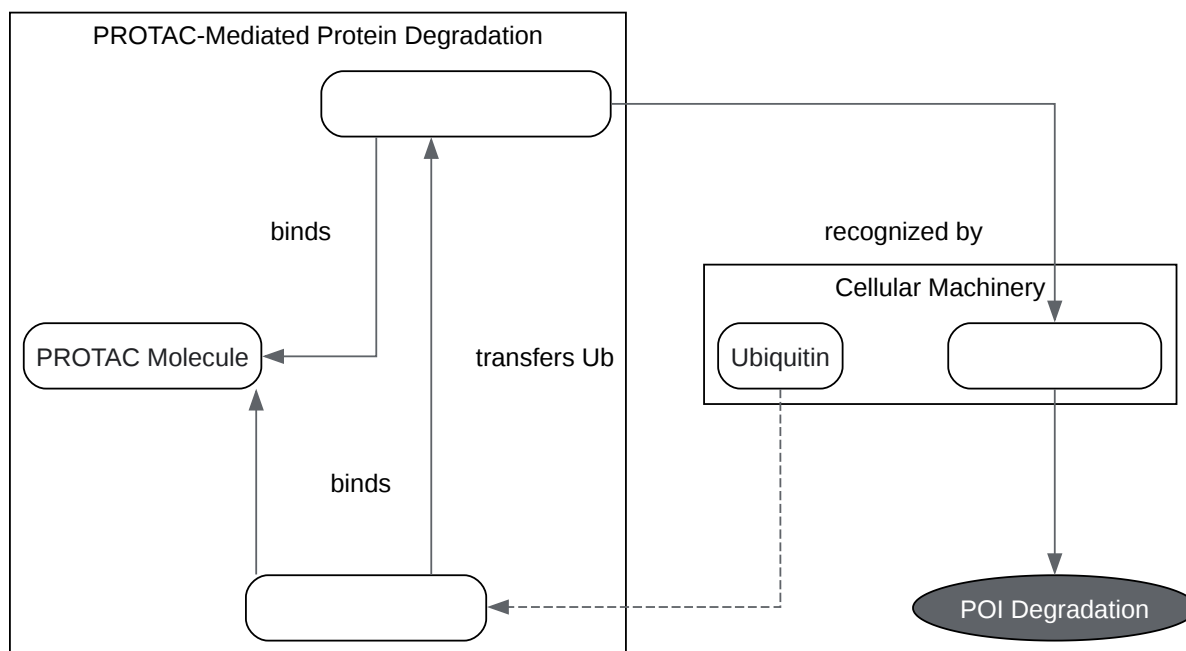 PROTAC-Mediated Protein Degradation
binds
recognized by
Cellular Machinery
PROTAC Molecule
transfers Ub
Ubiquitin
binds
POI Degradation